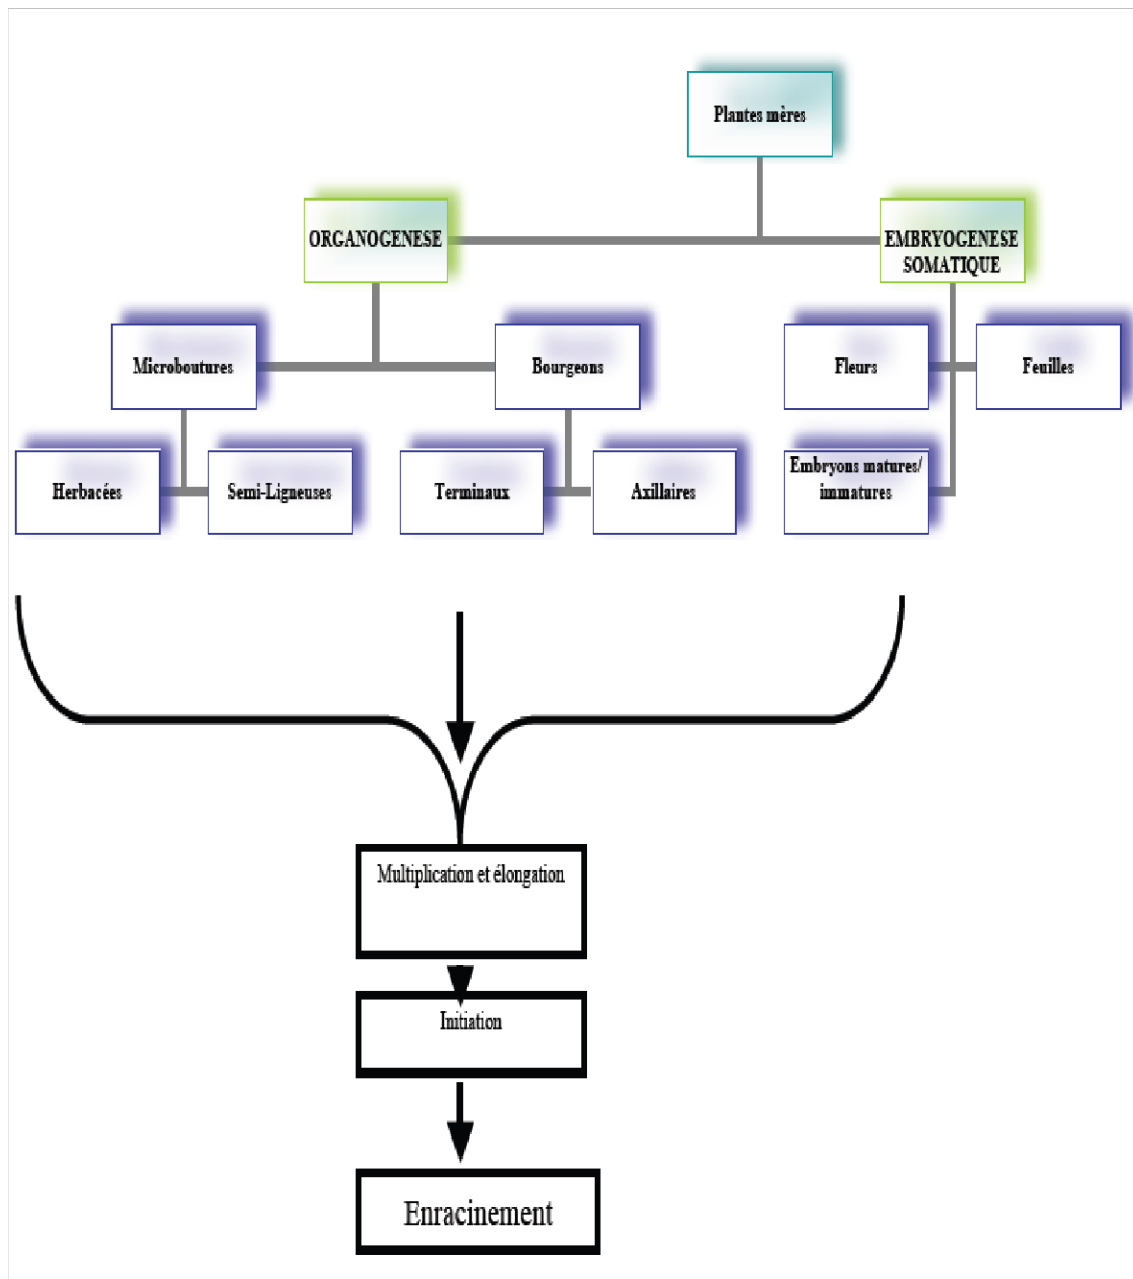 Plantes mères
ORGANOGENESE
EMBRYOGENESE
SOMATIQUE
Microboutures
Bourgeons
Fleurs
Feuilles
Herbacées
Semi-Ligneuses
Terminaux
Axillaires
Embryons matures/
immatures
Multiplication et élongation
Initiation
Enracinement